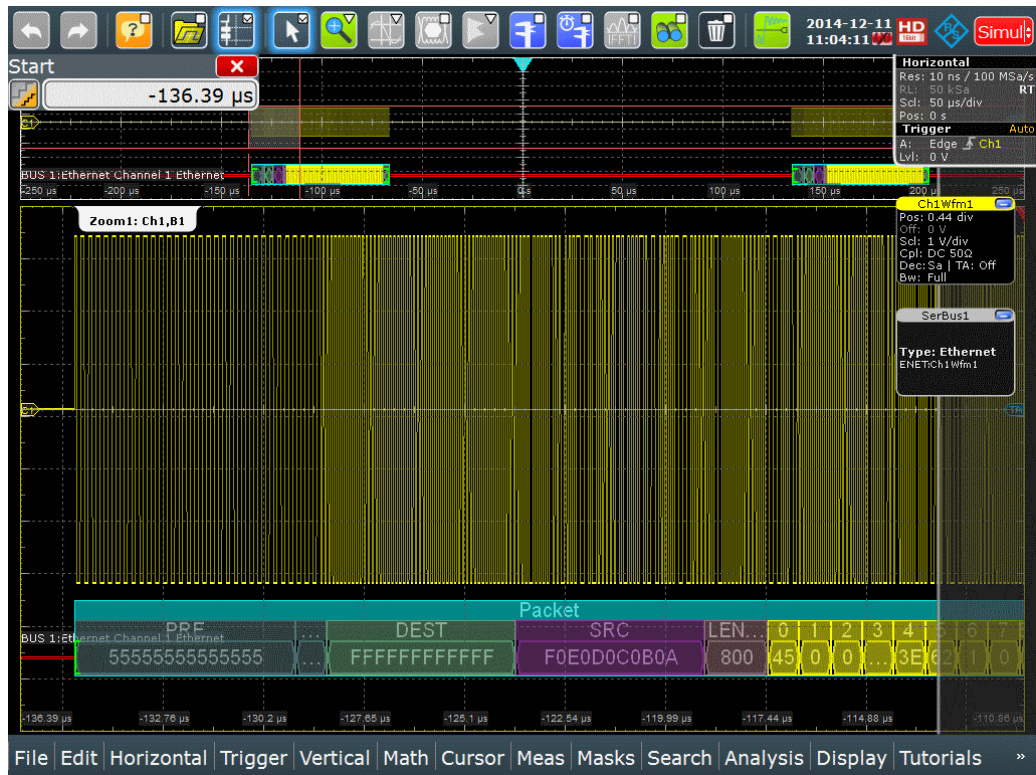 2014-12-11
11:04:11
HD
16bit
Simul
Start
-136.39 µs
Horizontal
Res: 10 ns / 100 MSa/s
RL: 50 kSa RT
Scl: 50 µs/div
Pos: 0 s
Trigger Auto
A: Edge Ch1
Lvl: 0 V
C1
BUS 1:Ethernet Channel 1 Ethernet
-250 µs -200 µs -150 µs -100 µs -50 µs 0 s 50 µs 100 µs 150 µs 200 µs 250 µs
Zoom1: Ch1,B1
Ch1Wfm1
Pos: 0.44 div
Off: 0 V
Scl: 1 V/div
Cpl: DC 50Ω
Dec:Sa | TA: Off
Bw: Full
SerBus1
Type: Ethernet
ENET:Ch1Wfm1
C1 TA
Packet
PRE ... DEST SRC LEN... 0 1 2 3 4 5 6 7
BUS 1:Ethernet Channel 1 Ethernet
55555555555555 ... FFFFFFFFFFFF F0E0D0C0B0A 800 45 0 0 ... 3E 62 1 0
-136.39 µs -132.76 µs -130.2 µs -127.65 µs -125.1 µs -122.54 µs -119.99 µs -117.44 µs -114.88 µs -110.86 µs
File Edit Horizontal Trigger Vertical Math Cursor Meas Masks Search Analysis Display Tutorials »